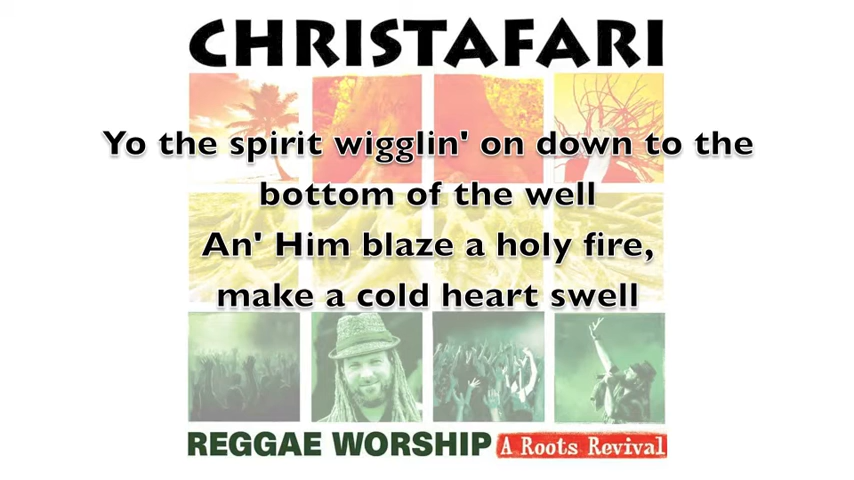 CHRISTAFARI
Yo the spirit wigglin' on down to the
bottom of the well
An' Him blaze a holy fire,
make a cold heart swell
REGGAE WORSHIP A Roots Revival